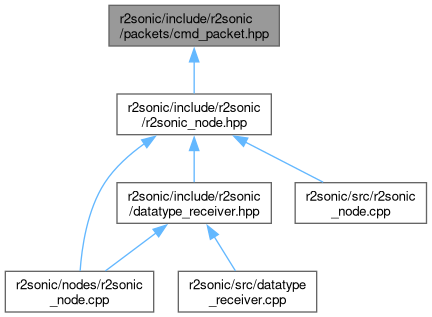 r2sonic/include/r2sonic
/packets/cmd_packet.hpp
r2sonic/include/r2sonic
/r2sonic_node.hpp
r2sonic/include/r2sonic
/datatype_receiver.hpp
r2sonic/src/r2sonic
_node.cpp
r2sonic/nodes/r2sonic
_node.cpp
r2sonic/src/datatype
_receiver.cpp